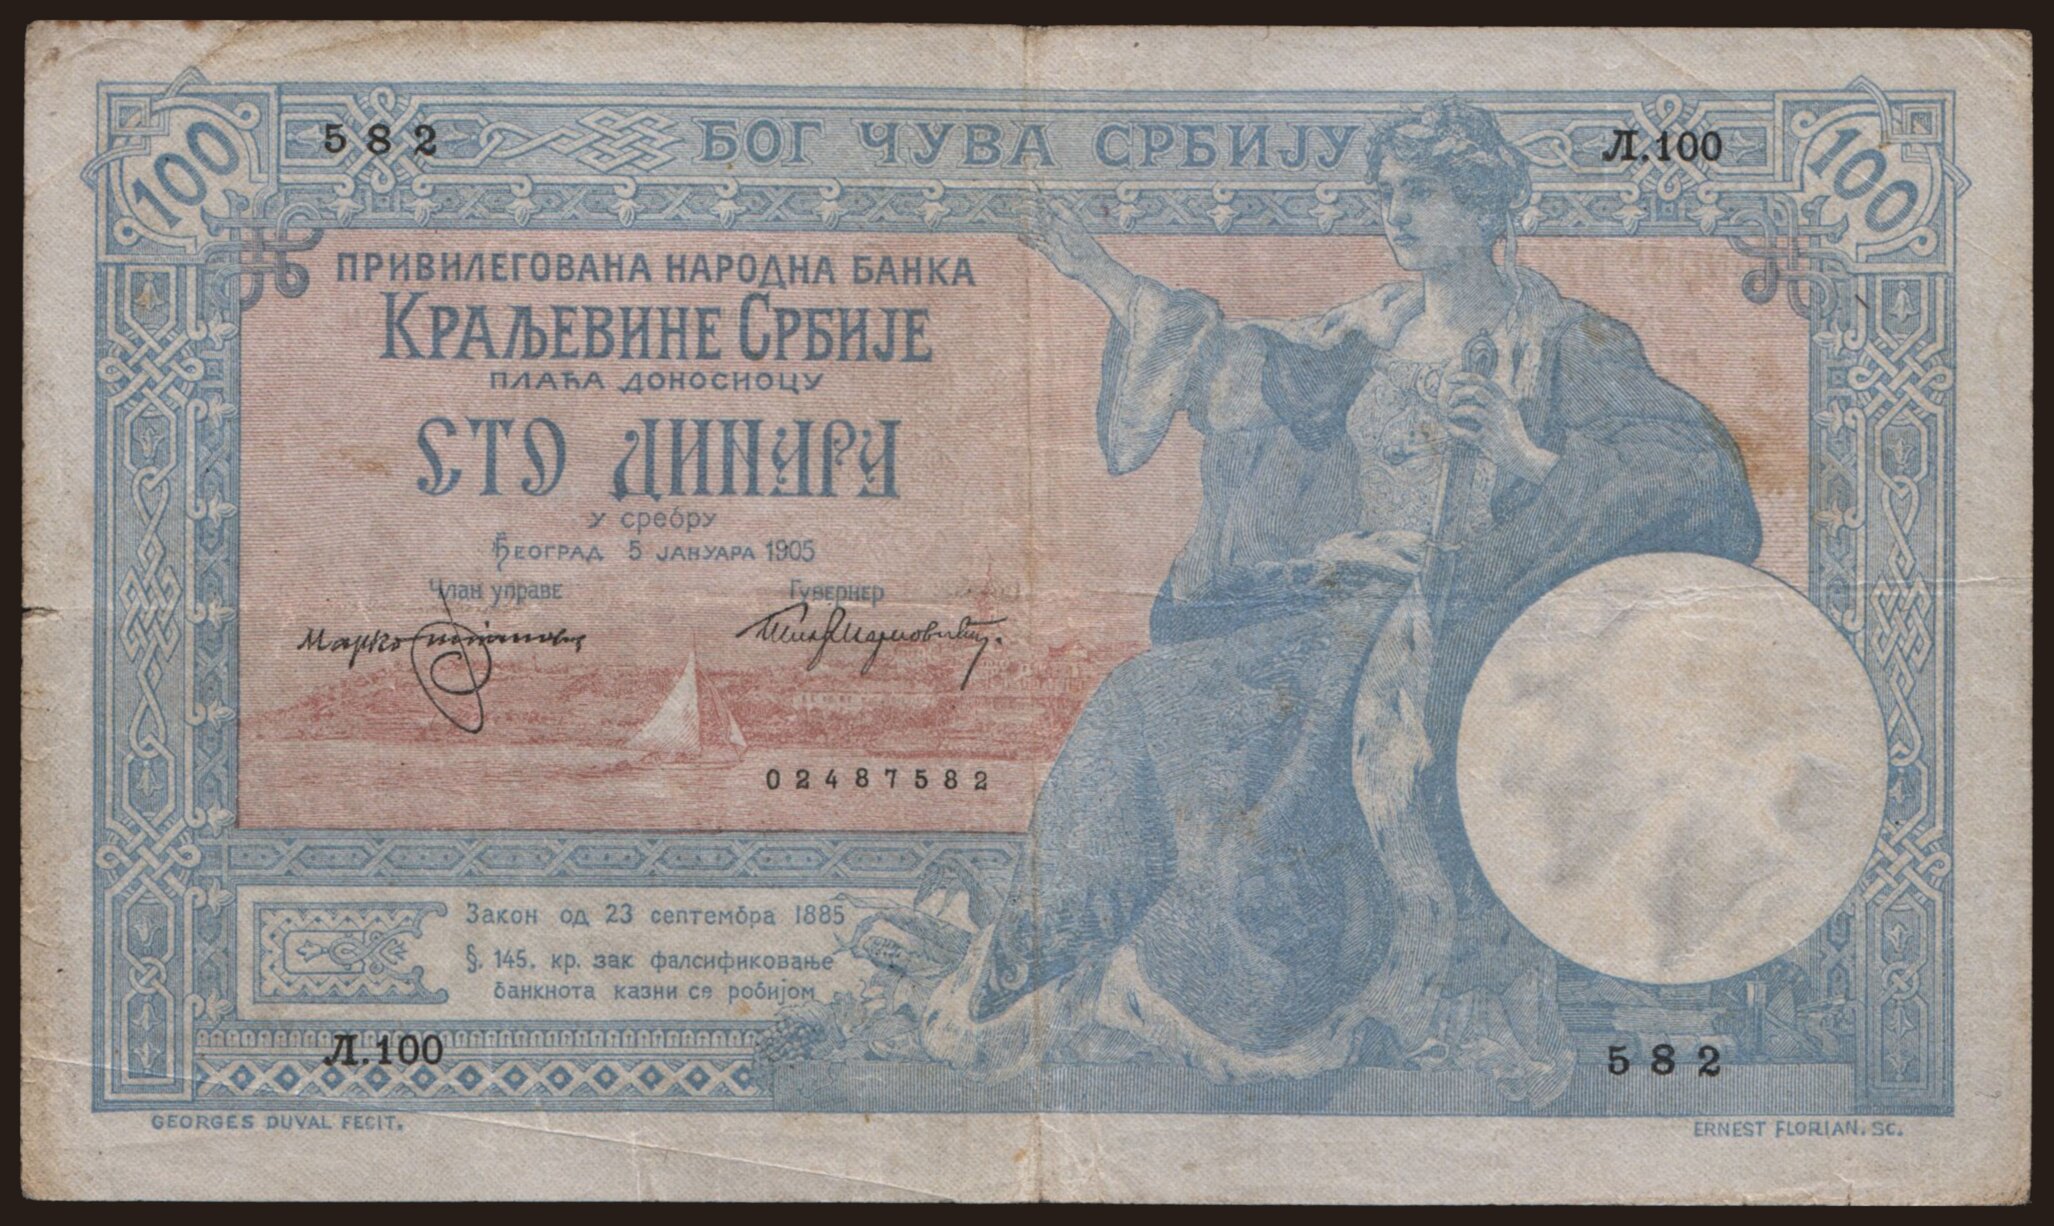 100
582
БОГ ЧУВА СРБИЈУ
Л.100
100
ПРИВИЛЕГОВАНА НАРОДНА БАНКА
КРАЉЕВИНЕ СРБИЈЕ
ПЛАЋА ДОНОСИОЦУ
СТО ДИНАРА
У СРЕБРУ
БЕОГРАД 5 ЈАНУАРА 1905
Члан управе Гувернер
Марко
02487582
Закон од 23 септембра 1885
§. 145. кр. зак фалсификовање
банкнота казни се робијом
Л.100
582
GEORGES DUVAL FECIT.
ERNEST FLORIAN. SC.